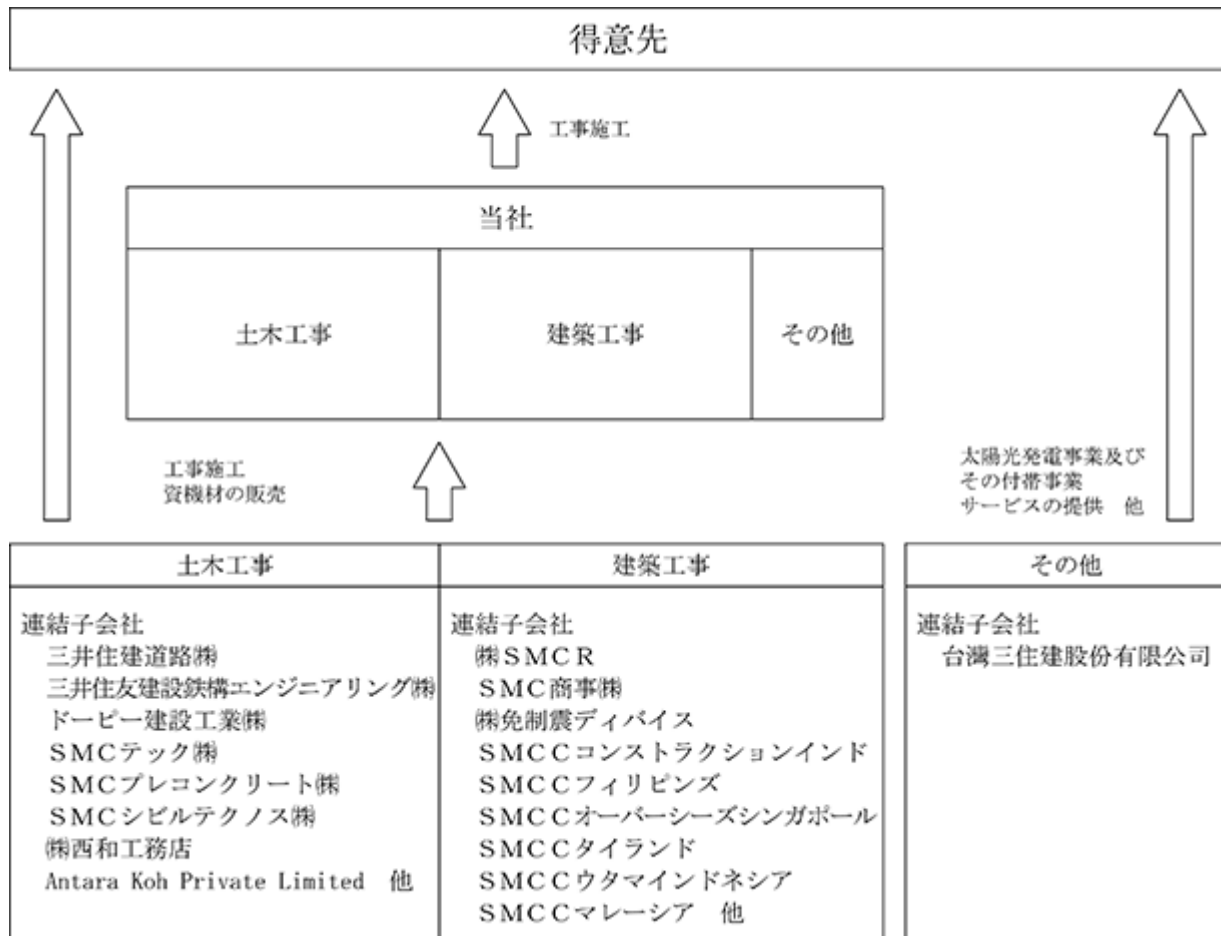 得意先
工事施工
当社
土木工事
建築工事
その他
工事施工
資機材の販売
太陽光発電事業及び
その付帯事業
サービスの提供　他
土木工事
連結子会社
三井住建道路㈱
三井住友建設鉄構エンジニアリング㈱
ドーピー建設工業㈱
ＳＭＣテック㈱
ＳＭＣプレコンクリート㈱
ＳＭＣシビルテクノス㈱
㈱西和工務店
Antara Koh Private Limited　他
建築工事
連結子会社
㈱ＳＭＣＲ
ＳＭＣ商事㈱
㈱免制震ディバイス
ＳＭＣＣコンストラクションインド
ＳＭＣＣフィリピンズ
ＳＭＣＣオーバーシーズシンガポール
ＳＭＣＣタイランド
ＳＭＣＣウタマインドネシア
ＳＭＣＣマレーシア　他
その他
連結子会社
台灣三住建股份有限公司